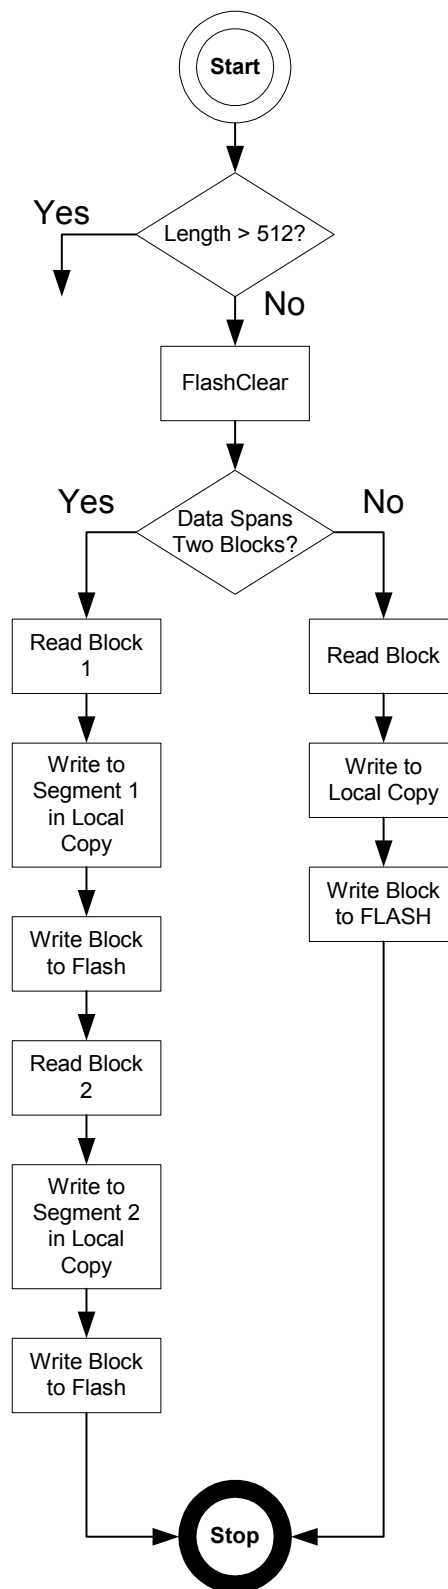 Start
Yes
Length > 512?
No
FlashClear
Yes
Data Spans
Two Blocks?
No
Read Block
1
Write to
Segment 1
in Local
Copy
Write Block
to Flash
Read Block
2
Write to
Segment 2
in Local
Copy
Write Block
to Flash
Read Block
Write to
Local Copy
Write Block
to FLASH
Stop